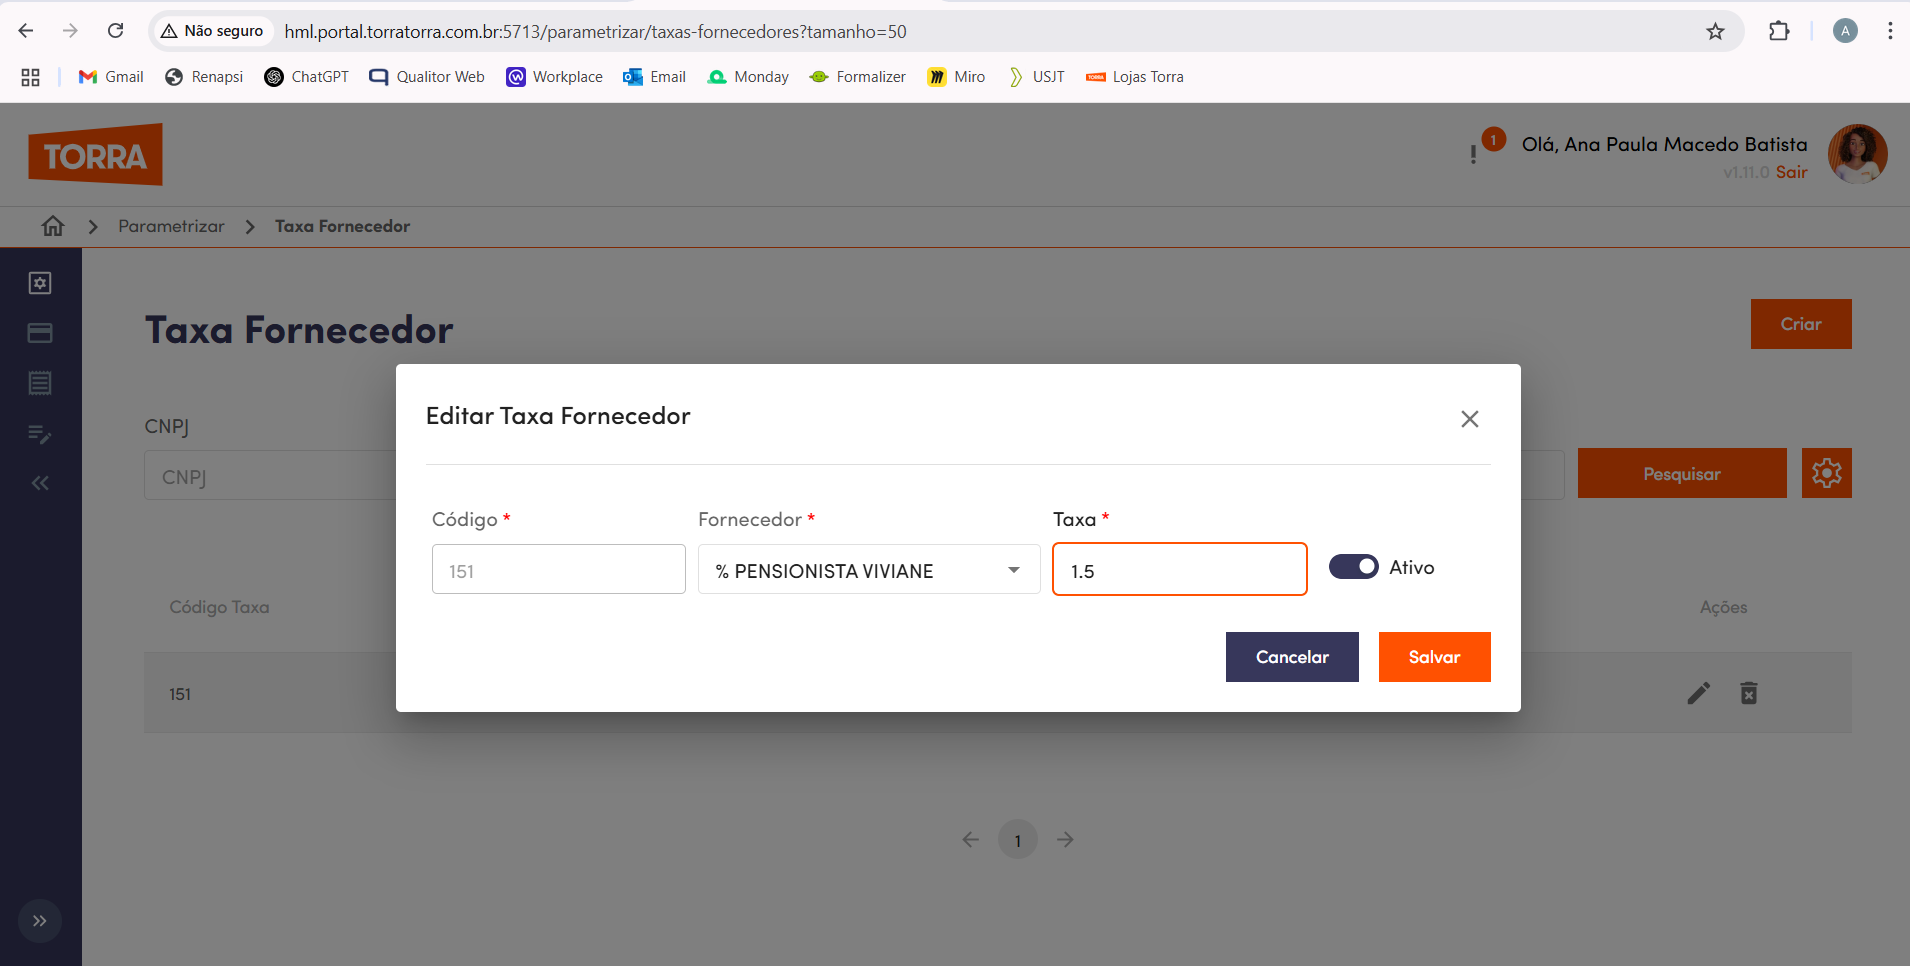 Não seguro
hml.portal.torratorra.com.br:5713/parametrizar/taxas-fornecedores?tamanho=50
A
Gmail
Renapsi
ChatGPT
Qualitor Web
Workplace
Email
Monday
Formalizer
Miro
USJT
TORRA
Lojas Torra
TORRA
1
Olá, Ana Paula Macedo Batista
v1.11.0 Sair
Parametrizar
Taxa Fornecedor
Taxa Fornecedor
Criar
CNPJ
CNPJ
Pesquisar
Editar Taxa Fornecedor
Código *
Fornecedor *
Taxa *
151
% PENSIONISTA VIVIANE
1.5
Ativo
Cancelar
Salvar
Código Taxa
Ações
151
1